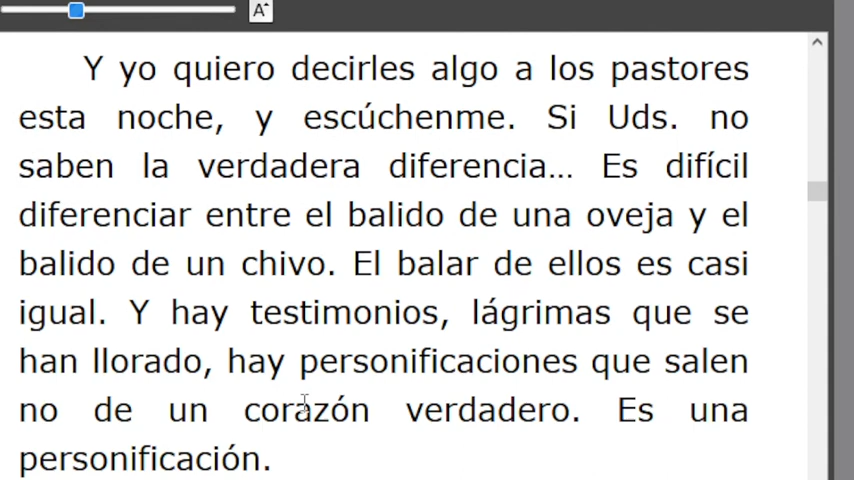 A
Y yo quiero decirles algo a los pastores
esta noche, y escúchenme. Si Uds. no
saben la verdadera diferencia... Es difícil
diferenciar entre el balido de una oveja y el
balido de un chivo. El balar de ellos es casi
igual. Y hay testimonios, lágrimas que se
han llorado, hay personificaciones que salen
no de un corazón verdadero. Es una
personificación.